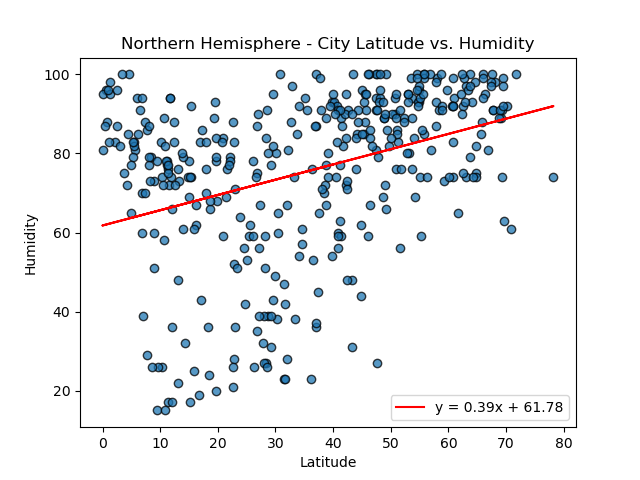 Northern Hemisphere - City Latitude vs. Humidity
100
80
60
40
20
Humidity
y = 0.39x + 61.78
0 10 20 30 40 50 60 70 80
Latitude